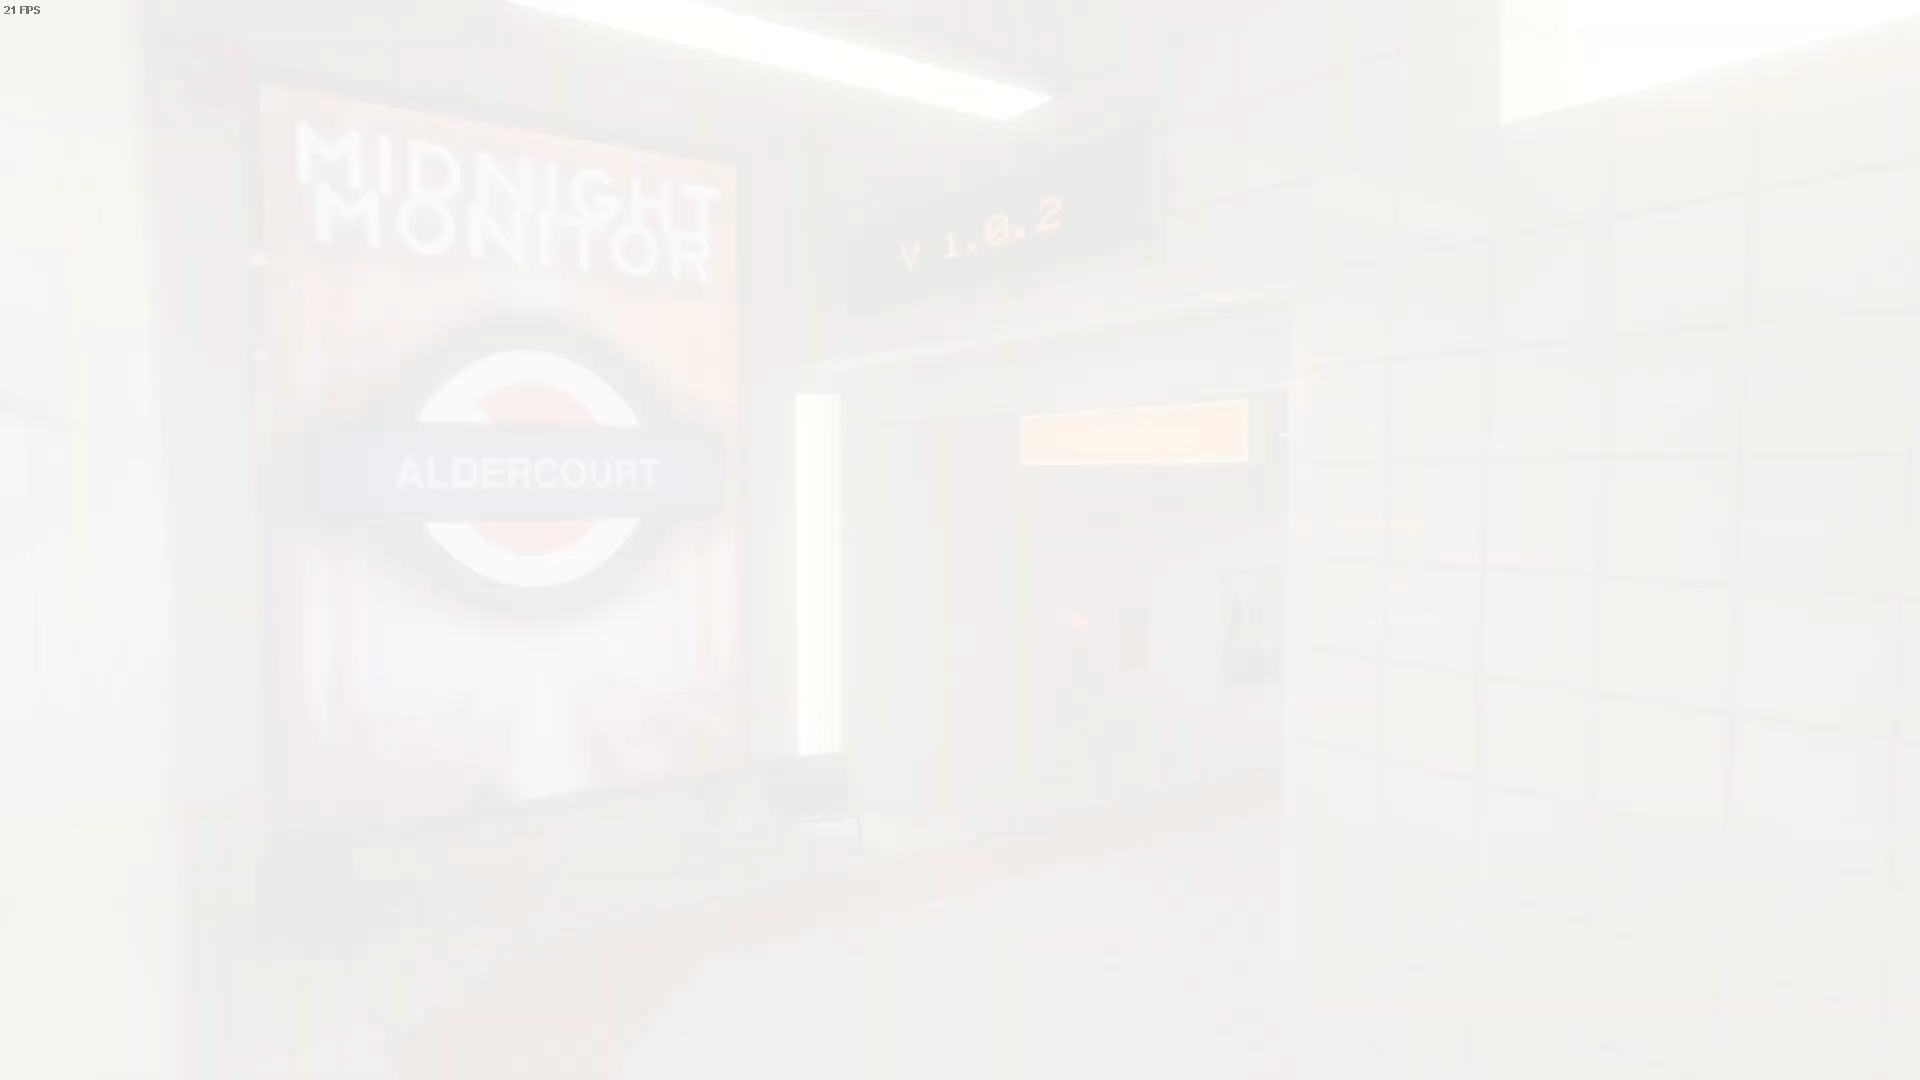 21 FPS
MIDNIGHT
MONITOR
V 1.0.2
ALDERCOURT